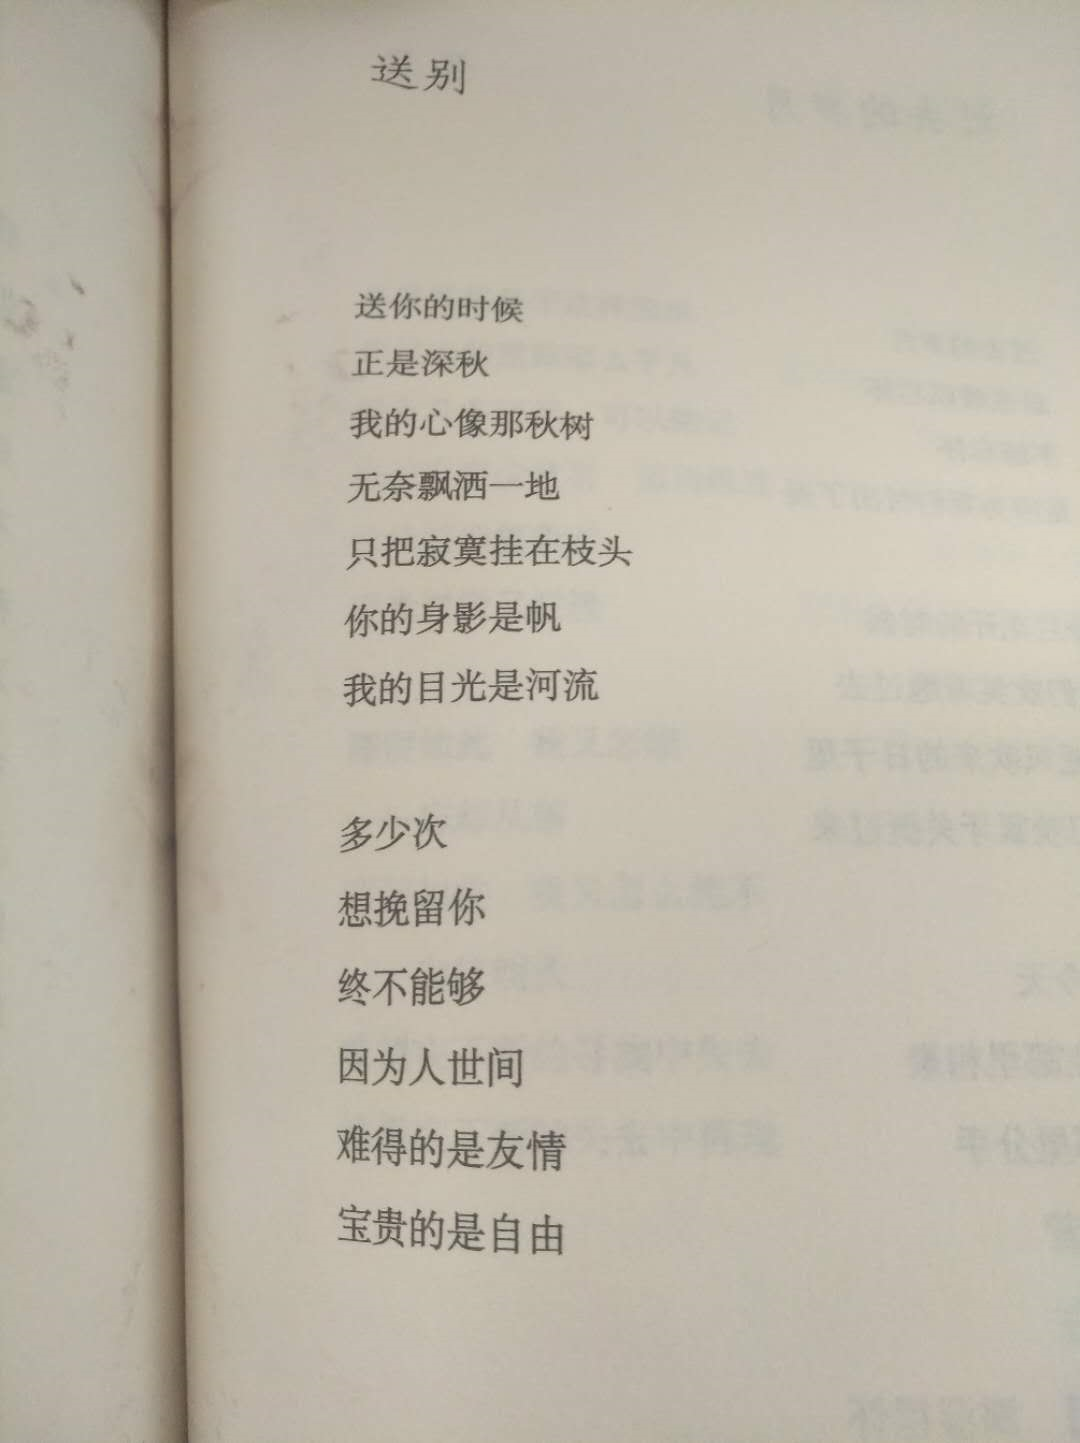 送别
送你的时候
正是深秋
我的心像那秋树
无奈飘洒一地
只把寂寞挂在枝头
你的身影是帆
我的目光是河流
多少次
想挽留你
终不能够
因为人世间
难得的是友情
宝贵的是自由